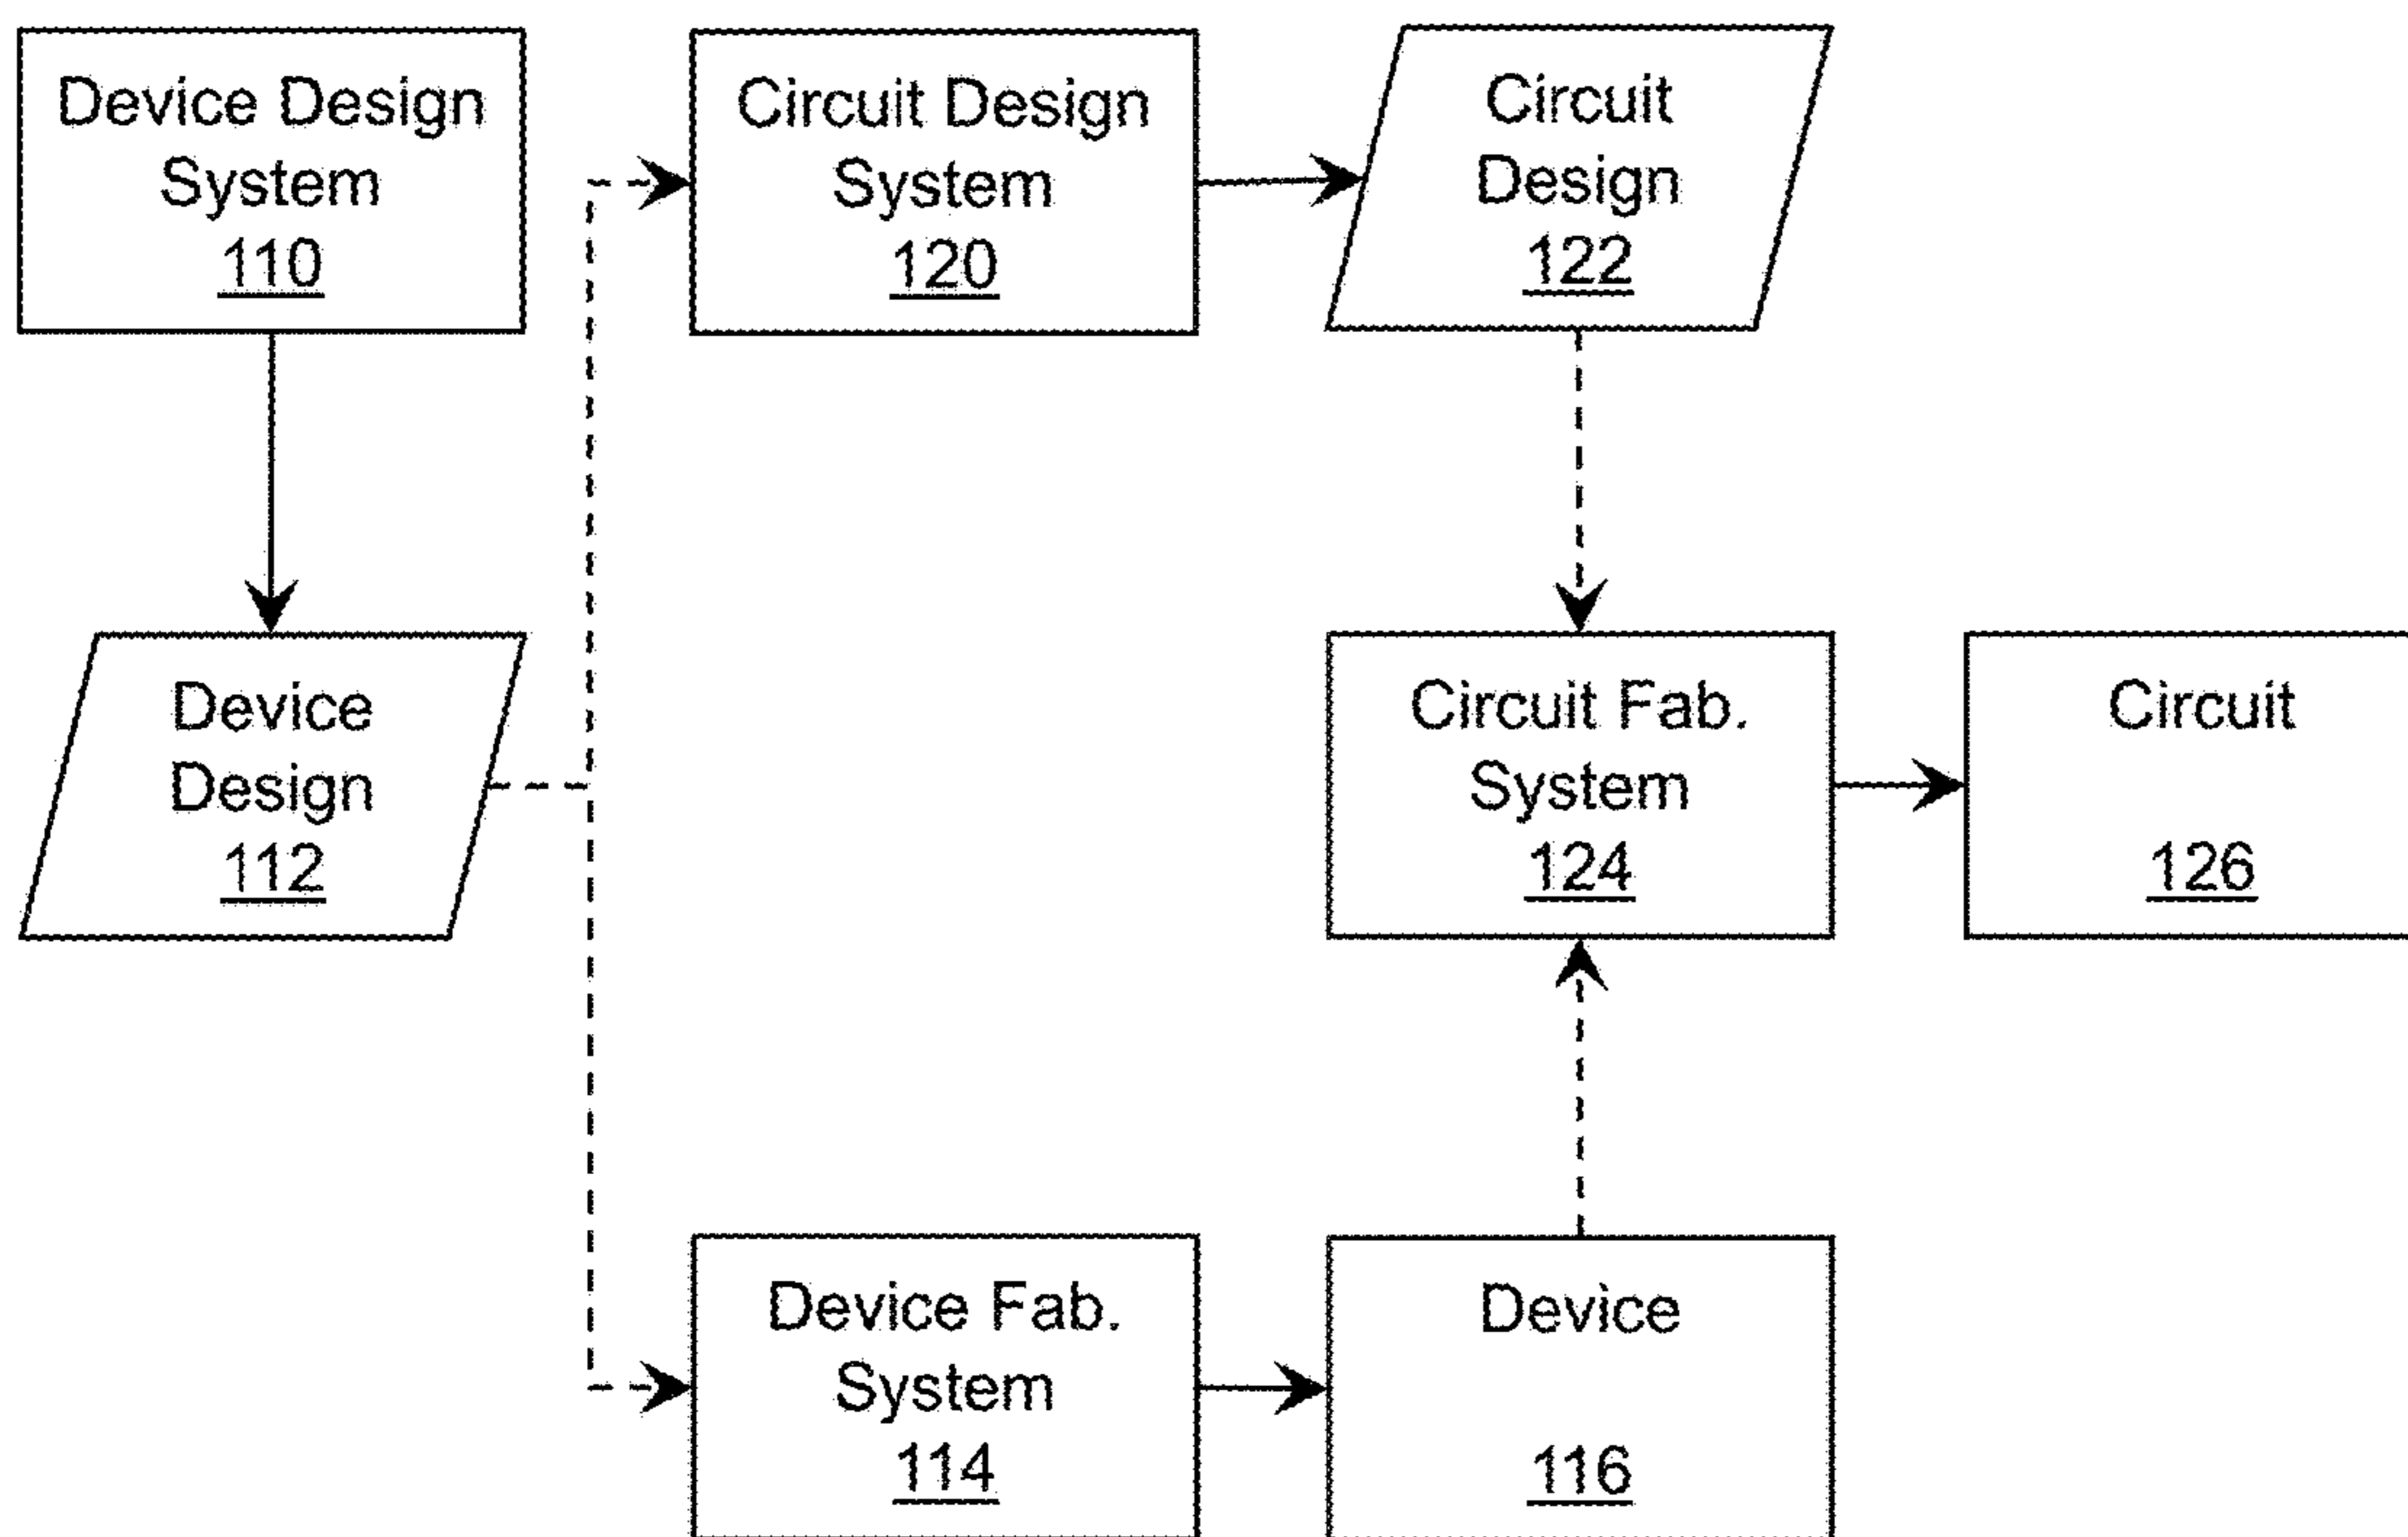 Device Design
System
110
Circuit Design
System
120
Circuit
Design
122
Device
Design
112
Circuit Fab.
System
124
Circuit
126
Device Fab.
System
114
Device
116